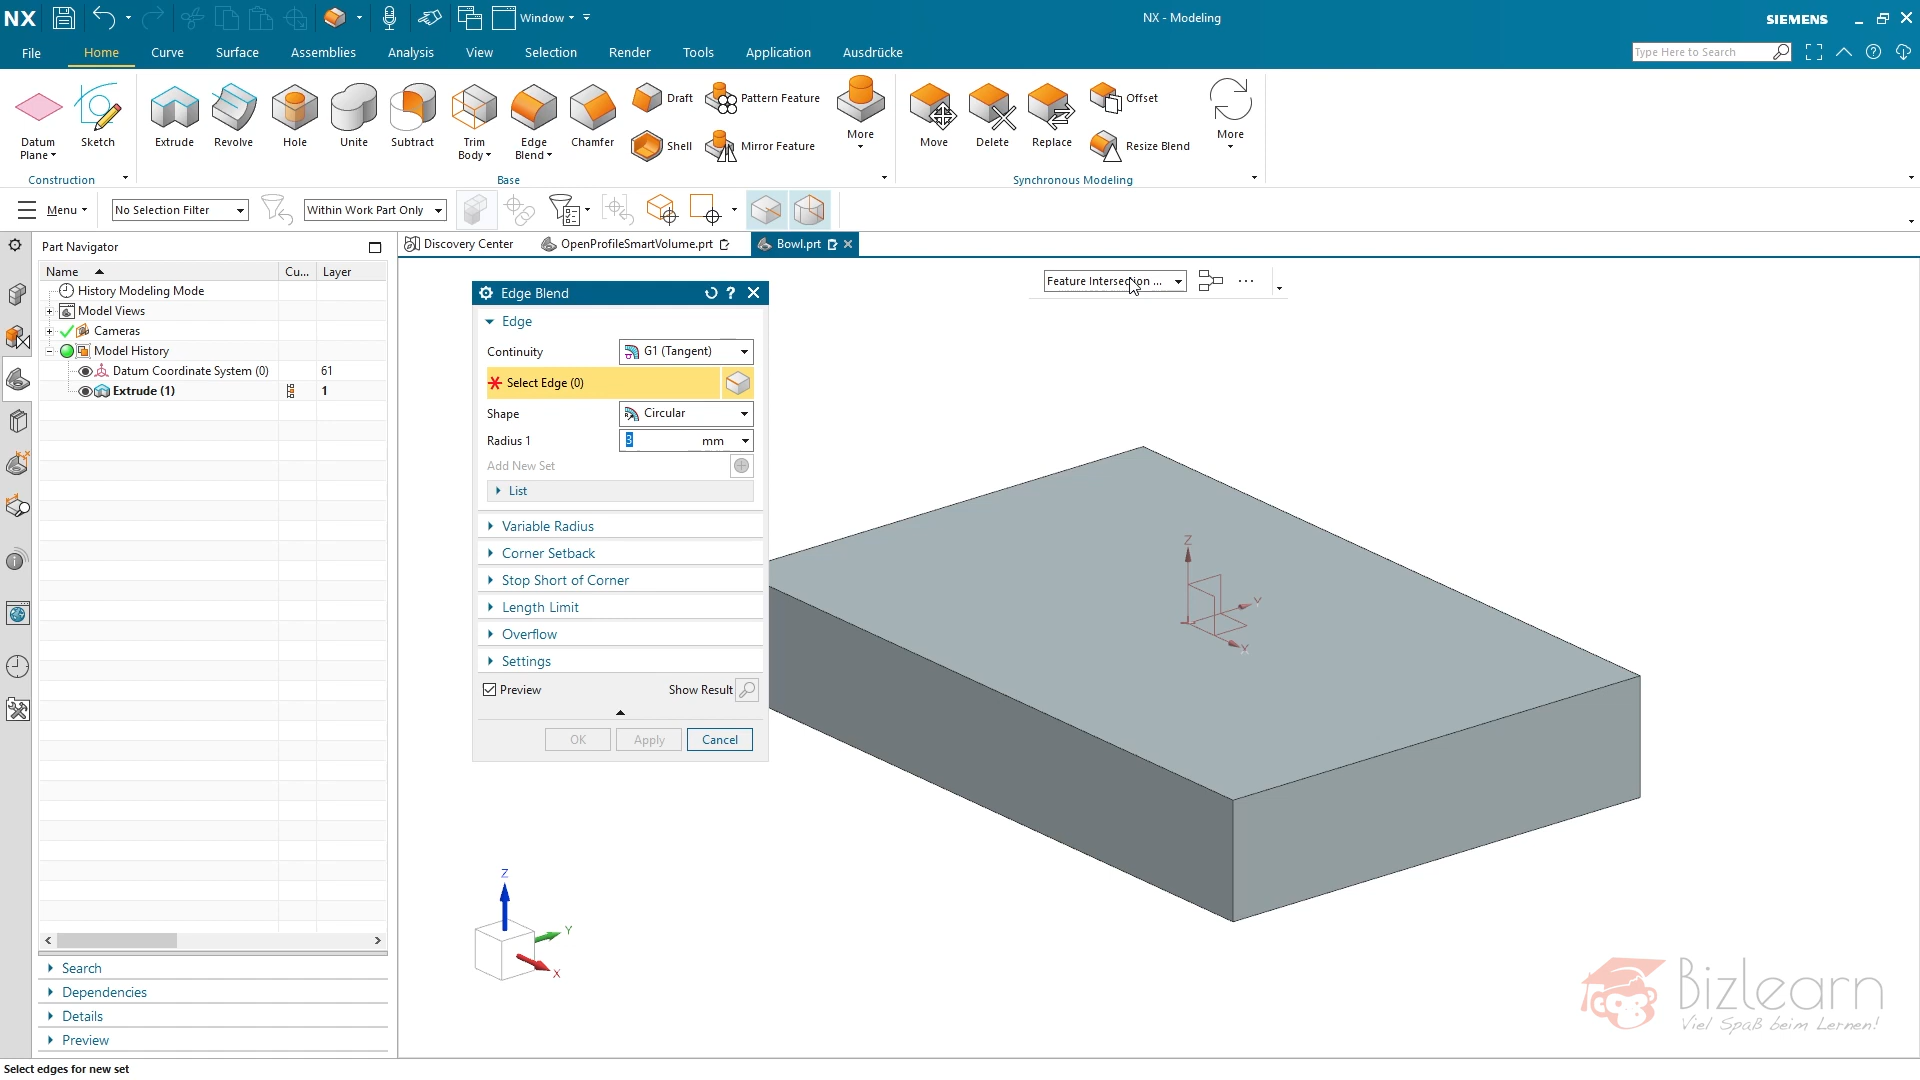 NX
Window
NX - Modeling
SIEMENS
File
Home
Curve
Surface
Assemblies
Analysis
View
Selection
Render
Tools
Application
Ausdrücke
Type Here to Search
Datum
Plane
Sketch
Extrude
Revolve
Hole
Unite
Subtract
Trim
Body
Edge
Blend
Chamfer
Draft
Shell
Pattern Feature
Mirror Feature
More
Move
Delete
Replace
Offset
Resize Blend
More
Construction
Base
Synchronous Modeling
Menu
No Selection Filter
Within Work Part Only
Part Navigator
Discovery Center
OpenProfileSmartVolume.prt
Bowl.prt
Name
Cu...
Layer
History Modeling Mode
Model Views
Cameras
Model History
Datum Coordinate System (0)
61
Extrude (1)
1
Feature Intersection ...
Edge Blend
Edge
Continuity
G1 (Tangent)
Select Edge (0)
Shape
Circular
Radius 1
3
mm
Add New Set
List
Variable Radius
Corner Setback
Stop Short of Corner
Length Limit
Overflow
Settings
Preview
Show Result
OK
Apply
Cancel
Z
Y
X
Z
Y
X
Search
Dependencies
Details
Preview
Bizlearn
Viel Spaß beim Lernen!
Select edges for new set